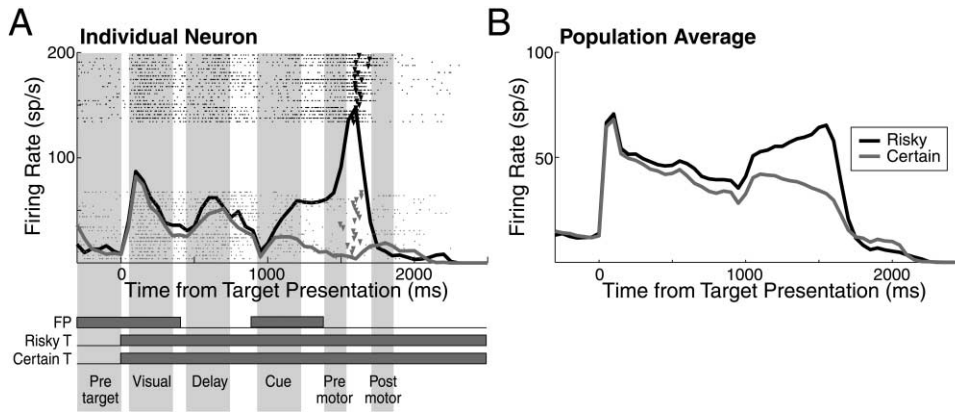 A
Individual Neuron
200
100
Firing Rate (sp/s)
0
1000
2000
Time from Target Presentation (ms)
FP
Risky T
Certain T
Pre target
Visual
Delay
Cue
Pre motor
Post motor
B
Population Average
100
50
Firing Rate (sp/s)
0
1000
2000
Time from Target Presentation (ms)
Risky
Certain